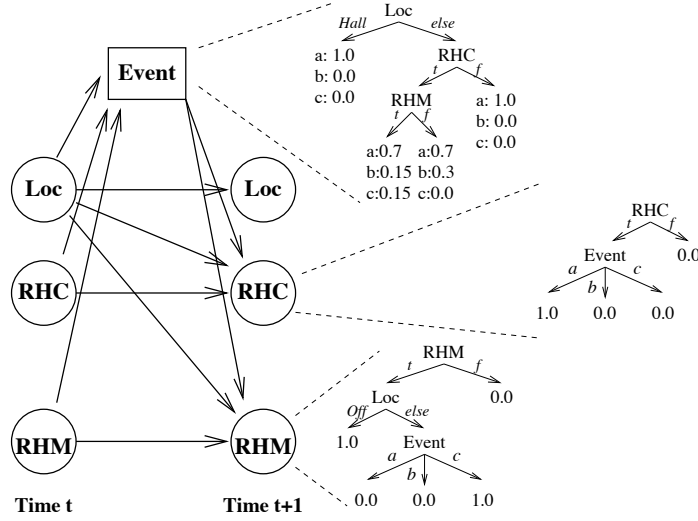 Event
Loc
Loc
RHC
RHC
RHM
RHM
Time t
Time t+1
Loc
Hall else
a: 1.0
b: 0.0
c: 0.0
RHC
t f
RHM
t f
a: 1.0
b: 0.0
c: 0.0
a:0.7 a:0.7
b:0.15 b:0.3
c:0.15 c:0.0
RHC
t f
Event
0.0
a b c
1.0 0.0 0.0
RHM
t f
Loc
0.0
Off else
1.0
Event
a b c
0.0 0.0 1.0